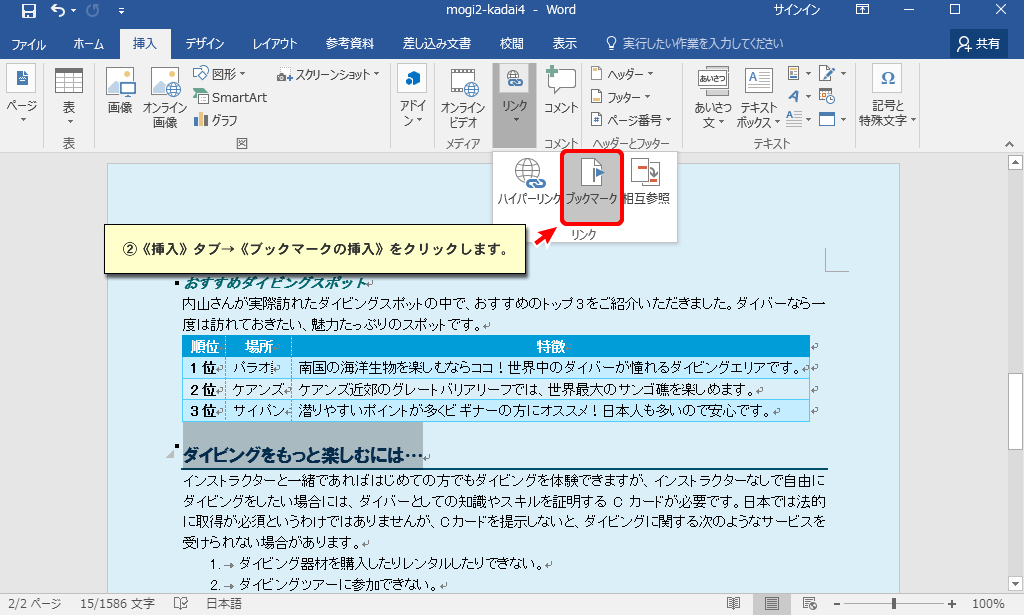 mogi2-kadai4 - Word
サインイン
ファイル
ホーム
挿入
デザイン
レイアウト
参考資料
差し込み文書
校閲
表示
実行したい作業を入力してください
共有
ページ
表
画像
オンライン
画像
図形
SmartArt
グラフ
スクリーンショット
アドイ
ン
オンライン
ビデオ
リンク
コメント
ヘッダー
フッター
ページ番号
あいさつ
あいさつ
文
テキスト
ボックス
記号と
特殊文字
表
図
メディア
コメント
ヘッダーとフッター
テキスト
ハイパーリンク
ブックマーク
相互参照
リンク
②《挿入》タブ→《ブックマークの挿入》をクリックします。
おすすめダイビングスポット
内山さんが実際訪れたダイビングスポットの中で、おすすめのトップ3をご紹介いただきました。ダイバーなら一
度は訪れておきたい、魅力たっぷりのスポットです。
順位 場所 特徴
1 位 パラオ諸 南国の海洋生物を楽しむならココ！世界中のダイバーが憧れるダイビングエリアです。
2 位 ケアンズ ケアンズ近郊のグレートバリアリーフでは、世界最大のサンゴ礁を楽しめます。
3 位 サイパン 潜りやすいポイントが多くビギナーの方にオススメ！日本人も多いので安心です。
ダイビングをもっと楽しむには…
インストラクターと一緒であればはじめての方でもダイビングを体験できますが、インストラクターなしで自由に
ダイビングをしたい場合には、ダイバーとしての知識やスキルを証明する C カードが必要です。日本では法的
に取得が必須というわけではありませんが、Cカードを提示しないと、ダイビングに関する次のようなサービスを
受けられない場合があります。
1. → ダイビング器材を購入したりレンタルしたりできない。
2. → ダイビングツアーに参加できない。
2/2 ページ 15/1586 文字 日本語 100%